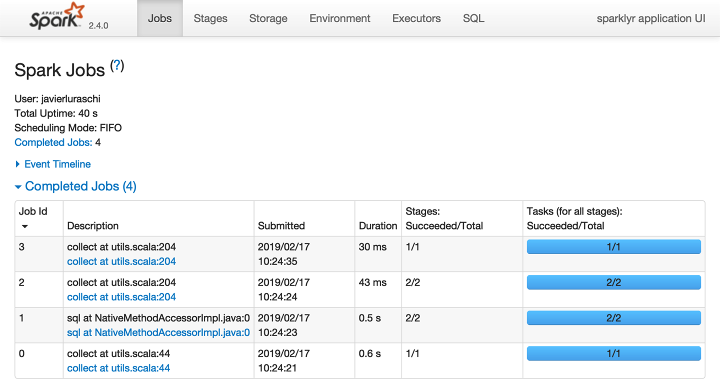 APACHE
Spark 2.4.0 Jobs Stages Storage Environment Executors SQL sparklyr application UI
Spark Jobs (?)
User: javierluraschi
Total Uptime: 40 s
Scheduling Mode: FIFO
Completed Jobs: 4
Event Timeline
Completed Jobs (4)
Job Id Description Submitted Duration Stages: Succeeded/Total Tasks (for all stages): Succeeded/Total
3 collect at utils.scala:204 2019/02/17 30 ms 1/1 1/1
collect at utils.scala:204 10:24:35
2 collect at utils.scala:204 2019/02/17 43 ms 2/2 2/2
collect at utils.scala:204 10:24:24
1 sql at NativeMethodAccessorImpl.java:0 2019/02/17 0.5 s 2/2 2/2
sql at NativeMethodAccessorImpl.java:0 10:24:23
0 collect at utils.scala:44 2019/02/17 0.6 s 1/1 1/1
collect at utils.scala:44 10:24:21